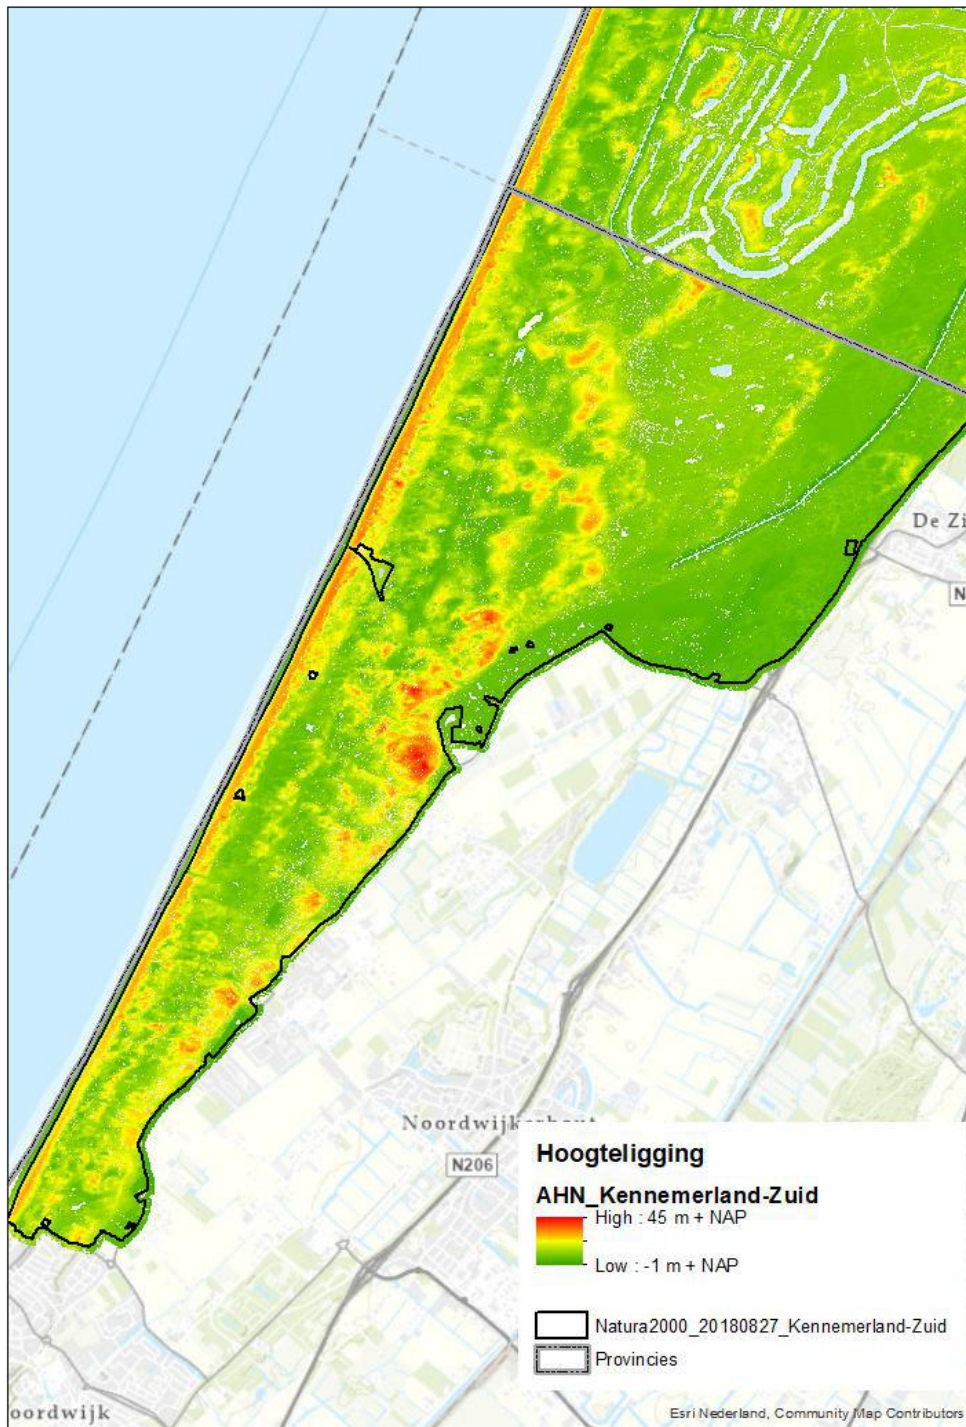 De Zi
N
Noordwijkerhout
N206
Hoogteligging
AHN_Kennemerland-Zuid
High : 45 m + NAP
Low : -1 m + NAP
Natura2000_20180827_Kennemerland-Zuid
Provincies
oordwijk
Esri Nederland, Community Map Contributors